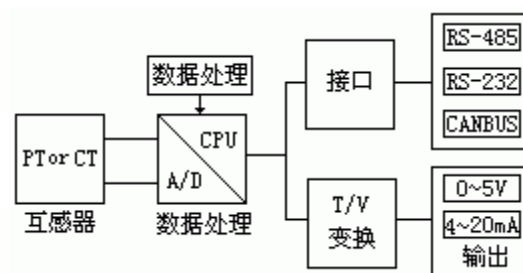 数据处理
PT or CT
互感器
CPU
A/D
数据处理
接口
RS-485
RS-232
CANBUS
T/V
变换
0~5V
4~20mA
输出